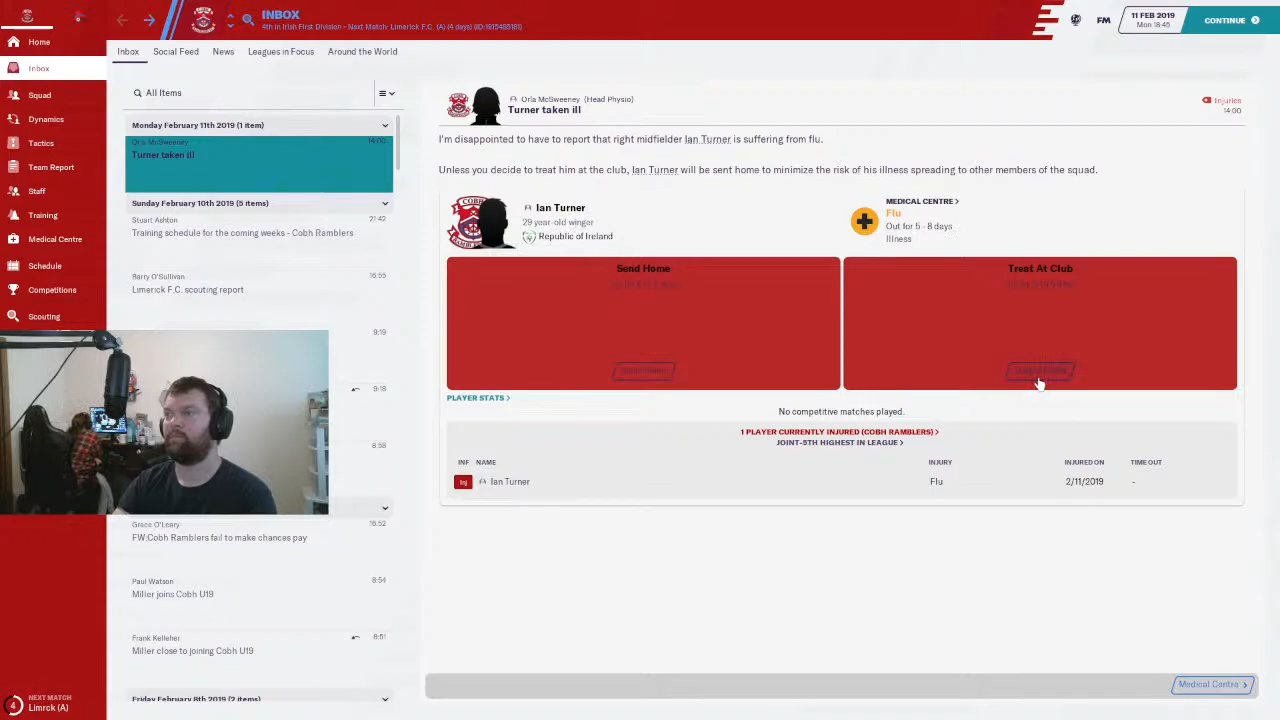 INBOX
4th in Irish First Division - Next Match: Limerick F.C. (A) (4 days) (ID:1915485181)
FM
11 FEB 2019
Mon 18:45
CONTINUE
Home
Inbox
Squad
Dynamics
Tactics
Team Report
Staff
Training
Medical Centre
Schedule
Competitions
Scouting
NEXT MATCH
4
Limrck (A)
Inbox
Social Feed
News
Leagues in Focus
Around the World
All Items
Monday February 11th 2019 (1 item)
Orla McSweeney
14:00
Turner taken ill
Sunday February 10th 2019 (5 items)
Stuart Ashton
21:42
Training schedule for the coming weeks - Cobh Ramblers
Barry O'Sullivan
16:55
Limerick F.C. scouting report
9:19
9:18
8:58
Grace O'Leary
16:52
FW:Cobh Ramblers fail to make chances pay
Paul Watson
8:54
Miller joins Cobh U19
Frank Kelleher
8:51
Miller close to joining Cobh U19
Friday February 8th 2019 (2 items)
Orla McSweeney (Head Physio)
Turner taken ill
Injuries
14:00
I'm disappointed to have to report that right midfielder Ian Turner is suffering from flu.
Unless you decide to treat him at the club, Ian Turner will be sent home to minimize the risk of his illness spreading to other members of the squad.
Ian Turner
29 year-old winger
Republic of Ireland
MEDICAL CENTRE >
Flu
Out for 5 - 8 days
Illness
Send Home
Treat At Club
PLAYER STATS >
No competitive matches played.
1 PLAYER CURRENTLY INJURED (COBH RAMBLERS) >
JOINT-5TH HIGHEST IN LEAGUE >
INF NAME INJURY INJURED ON TIME OUT
Inj Ian Turner Flu 2/11/2019 -
Medical Centre >